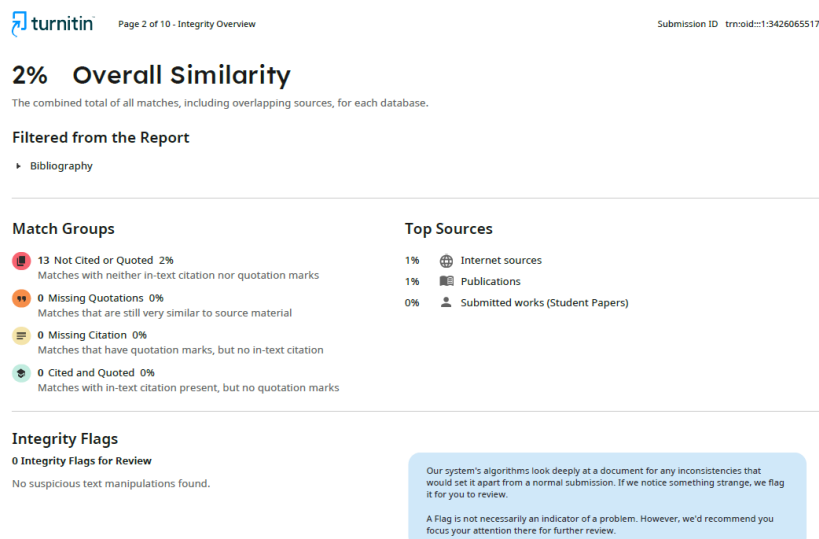 turnitin
Page 2 of 10 - Integrity Overview
Submission ID trn:oid:::1:3426065517
2% Overall Similarity
The combined total of all matches, including overlapping sources, for each database.
Filtered from the Report
Bibliography
Match Groups
13 Not Cited or Quoted 2%
Matches with neither in-text citation nor quotation marks
0 Missing Quotations 0%
Matches that are still very similar to source material
0 Missing Citation 0%
Matches that have quotation marks, but no in-text citation
0 Cited and Quoted 0%
Matches with in-text citation present, but no quotation marks
Top Sources
1% Internet sources
1% Publications
0% Submitted works (Student Papers)
Integrity Flags
0 Integrity Flags for Review
No suspicious text manipulations found.
Our system's algorithms look deeply at a document for any inconsistencies that
would set it apart from a normal submission. If we notice something strange, we flag
it for you to review.
A Flag is not necessarily an indicator of a problem. However, we'd recommend you
focus your attention there for further review.